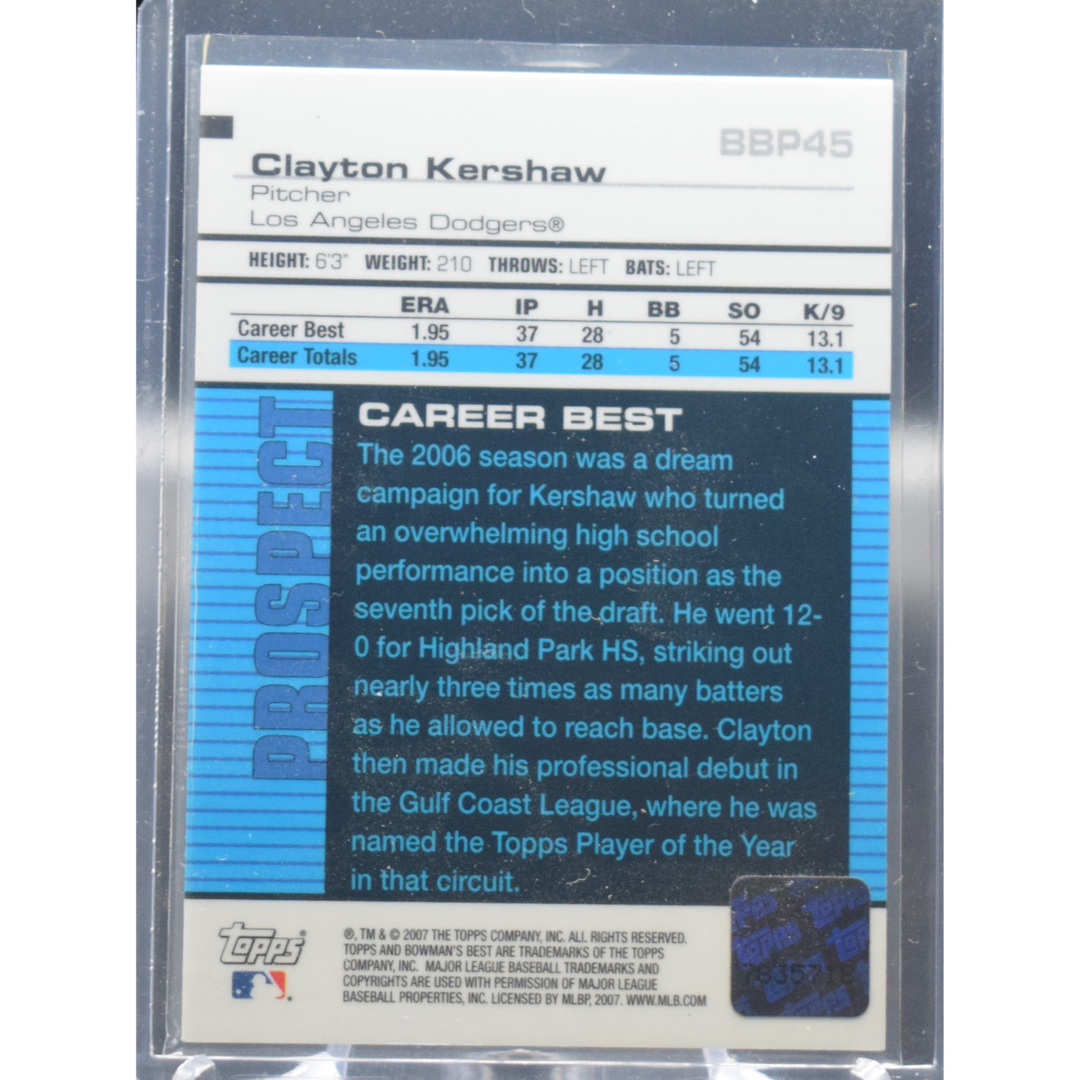 BBP45
Clayton Kershaw
Pitcher
Los Angeles Dodgers®
HEIGHT: 6'3" WEIGHT: 210 THROWS: LEFT BATS: LEFT
ERA IP H BB SO K/9
Career Best 1.95 37 28 5 54 13.1
Career Totals 1.95 37 28 5 54 13.1
PROSPECT
CAREER BEST
The 2006 season was a dream
campaign for Kershaw who turned
an overwhelming high school
performance into a position as the
seventh pick of the draft. He went 12-
0 for Highland Park HS, striking out
nearly three times as many batters
as he allowed to reach base. Clayton
then made his professional debut in
the Gulf Coast League, where he was
named the Topps Player of the Year
in that circuit.
Topps®
®, TM & © 2007 THE TOPPS COMPANY, INC. ALL RIGHTS RESERVED.
TOPPS AND BOWMAN'S BEST ARE TRADEMARKS OF THE TOPPS
COMPANY, INC. MAJOR LEAGUE BASEBALL TRADEMARKS AND
COPYRIGHTS ARE USED WITH PERMISSION OF MAJOR LEAGUE
BASEBALL PROPERTIES, INC. LICENSED BY MLBP, 2007. WWW.MLB.COM
Topps